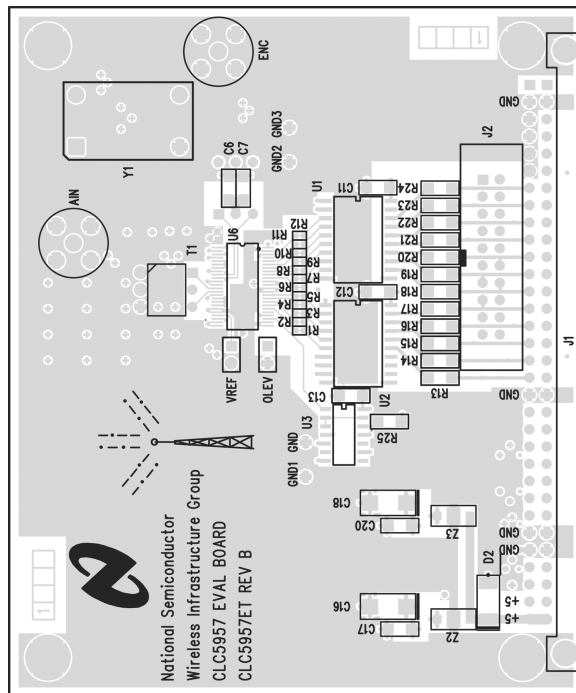 National Semiconductor
Wireless Infrastructure Group
CLC5957 EVAL BOARD
CLC5957ET REV B
1
1
ENC
Y1
AIN
T1
C6
C7
GND3
GND2
U6
U1
C11
R12
R11
R10
R9
R8
R7
R6
R5
R4
R3
R2
R1
C12
VREF
OLEV
C13
U3
U2
R25
GND
GND1
R24
R23
R22
R21
R20
R19
R18
R17
R16
R15
R14
R13
J2
GND
J1
GND
C18
C20
Z3
GND
GND
D2
C16
C17
Z2
+5
+5